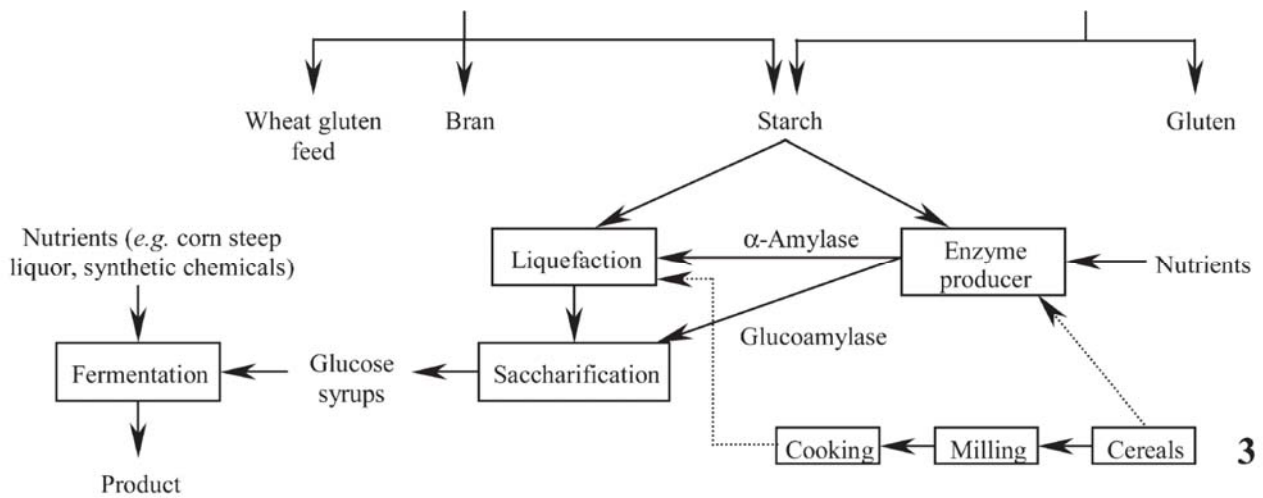 Wheat gluten
feed
Bran
Starch
Gluten
Nutrients (e.g. corn steep
liquor, synthetic chemicals)
Liquefaction
α-Amylase
Enzyme
producer
Nutrients
Glucoamylase
Fermentation
Glucose
syrups
Saccharification
Cooking
Milling
Cereals
3
Product